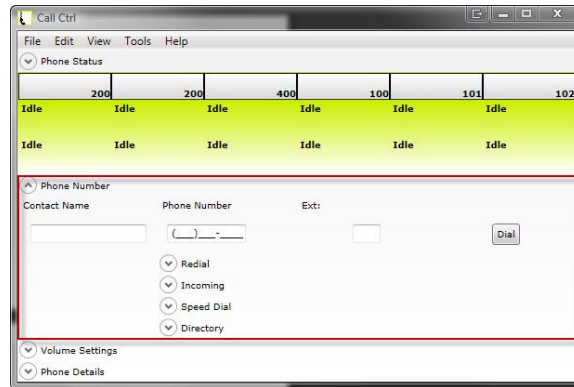 Call Ctrl
File Edit View Tools Help
Phone Status
200 200 400 100 101 102
Idle Idle Idle Idle Idle Idle
Idle Idle Idle Idle Idle Idle
Phone Number
Contact Name Phone Number Ext:
(___)___-____ Dial
Redial
Incoming
Speed Dial
Directory
Volume Settings
Phone Details